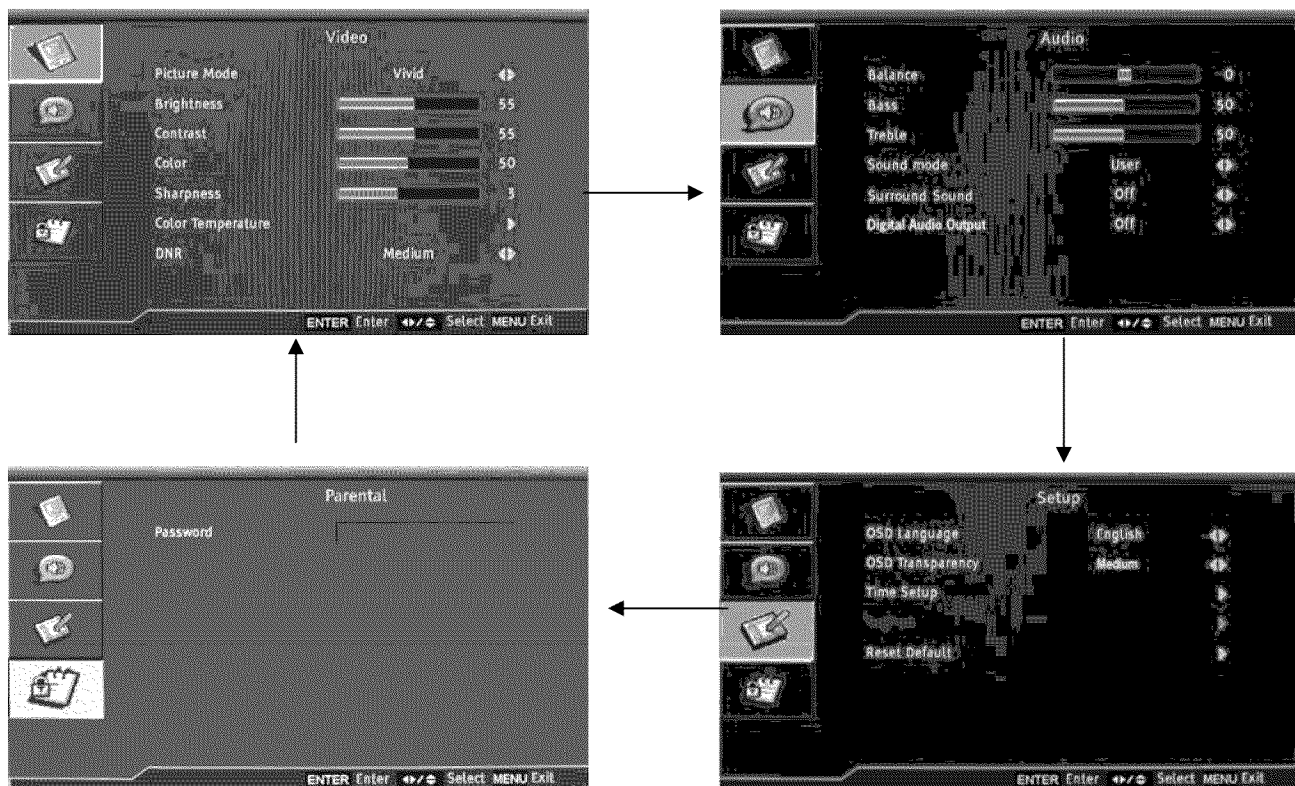 Video
Picture Mode Vivid
Brightness 55
Contrast 55
Color 50
Sharpness 3
Color Temperature
DNR Medium
ENTER Enter / Select MENU Exit
Audio
Balance 0
Bass 50
Treble 50
Sound mode User
Surround Sound Off
Digital Audio Output Off
ENTER Enter / Select MENU Exit
Parental
Password
ENTER Enter / Select MENU Exit
Setup
OSD Language English
OSD Transparency Medium
Time Setup
Reset Default
ENTER Enter / Select MENU Exit